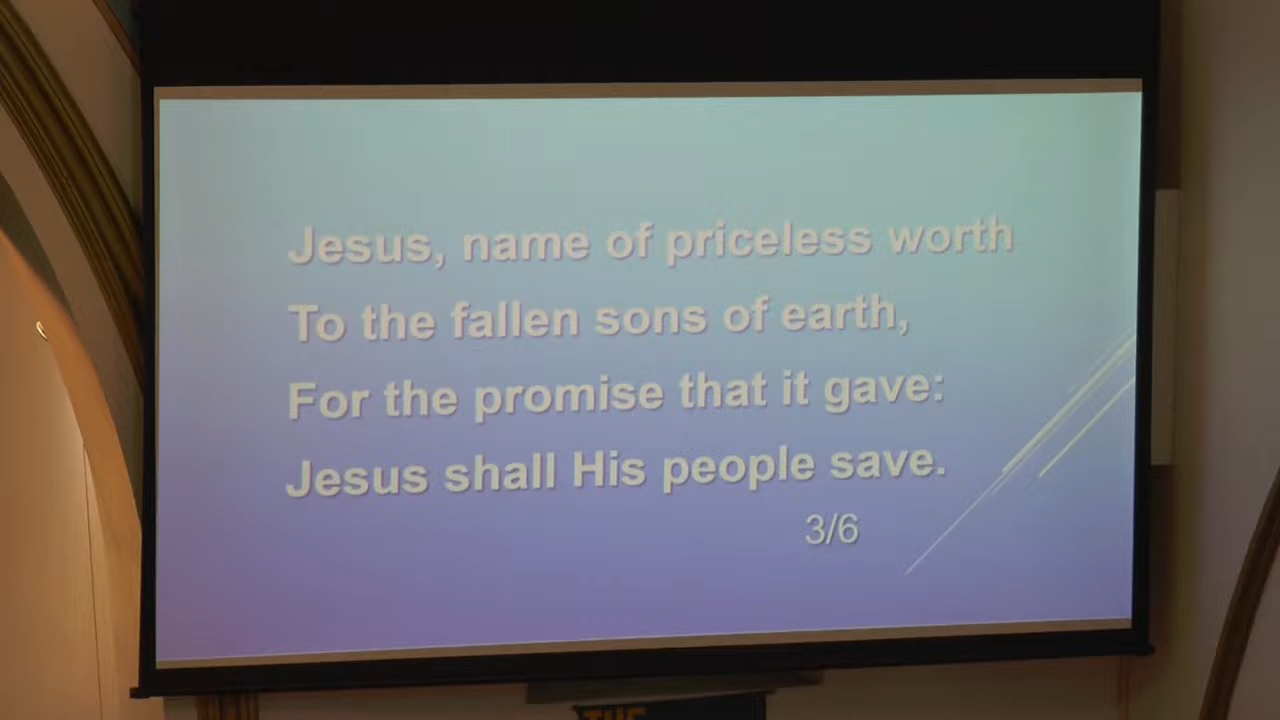 Jesus, name of priceless worth
To the fallen sons of earth,
For the promise that it gave:
Jesus shall His people save.
3/6
THE